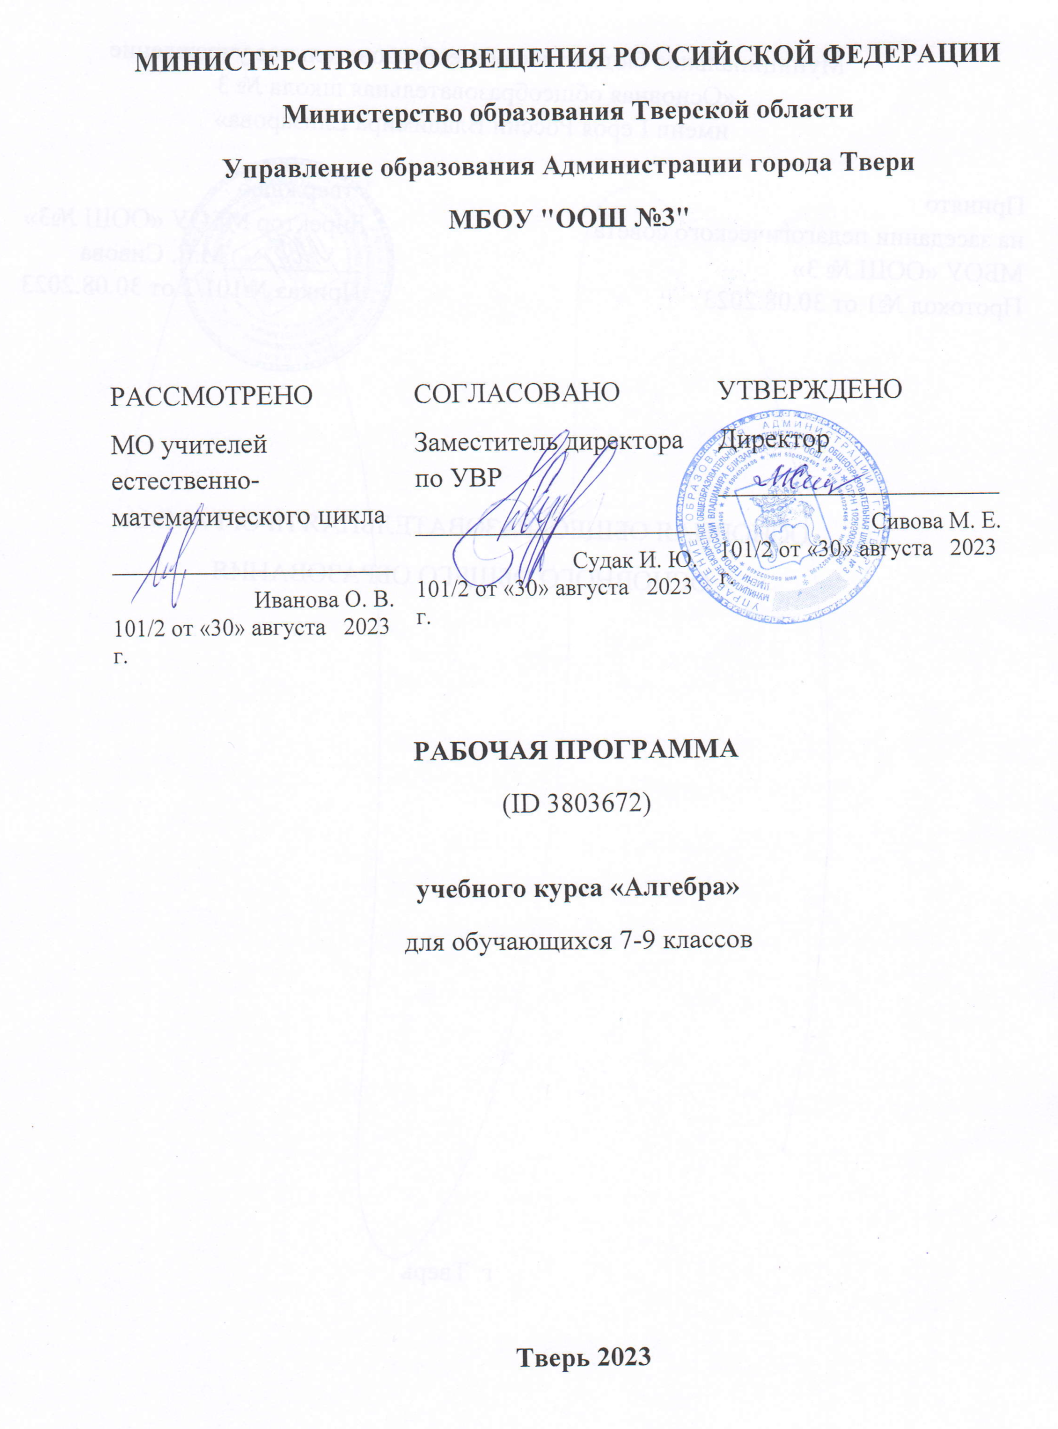 МИНИСТЕРСТВО ПРОСВЕЩЕНИЯ РОССИЙСКОЙ ФЕДЕРАЦИИ
Министерство образования Тверской области
Управление образования Администрации города Твери
МБОУ "ООШ №3"
РАССМОТРЕНО
МО учителей
естественно-
математического цикла
Иванова О. В.
101/2 от «30» августа 2023
г.
СОГЛАСОВАНО
Заместитель директора
по УВР
Судак И. Ю.
101/2 от «30» августа 2023
г.
УТВЕРЖДЕНО
Директор
Сивова М. Е.
101/2 от «30» августа 2023
г.
РАБОЧАЯ ПРОГРАММА
(ID 3803672)
учебного курса «Алгебра»
для обучающихся 7-9 классов
Тверь 2023